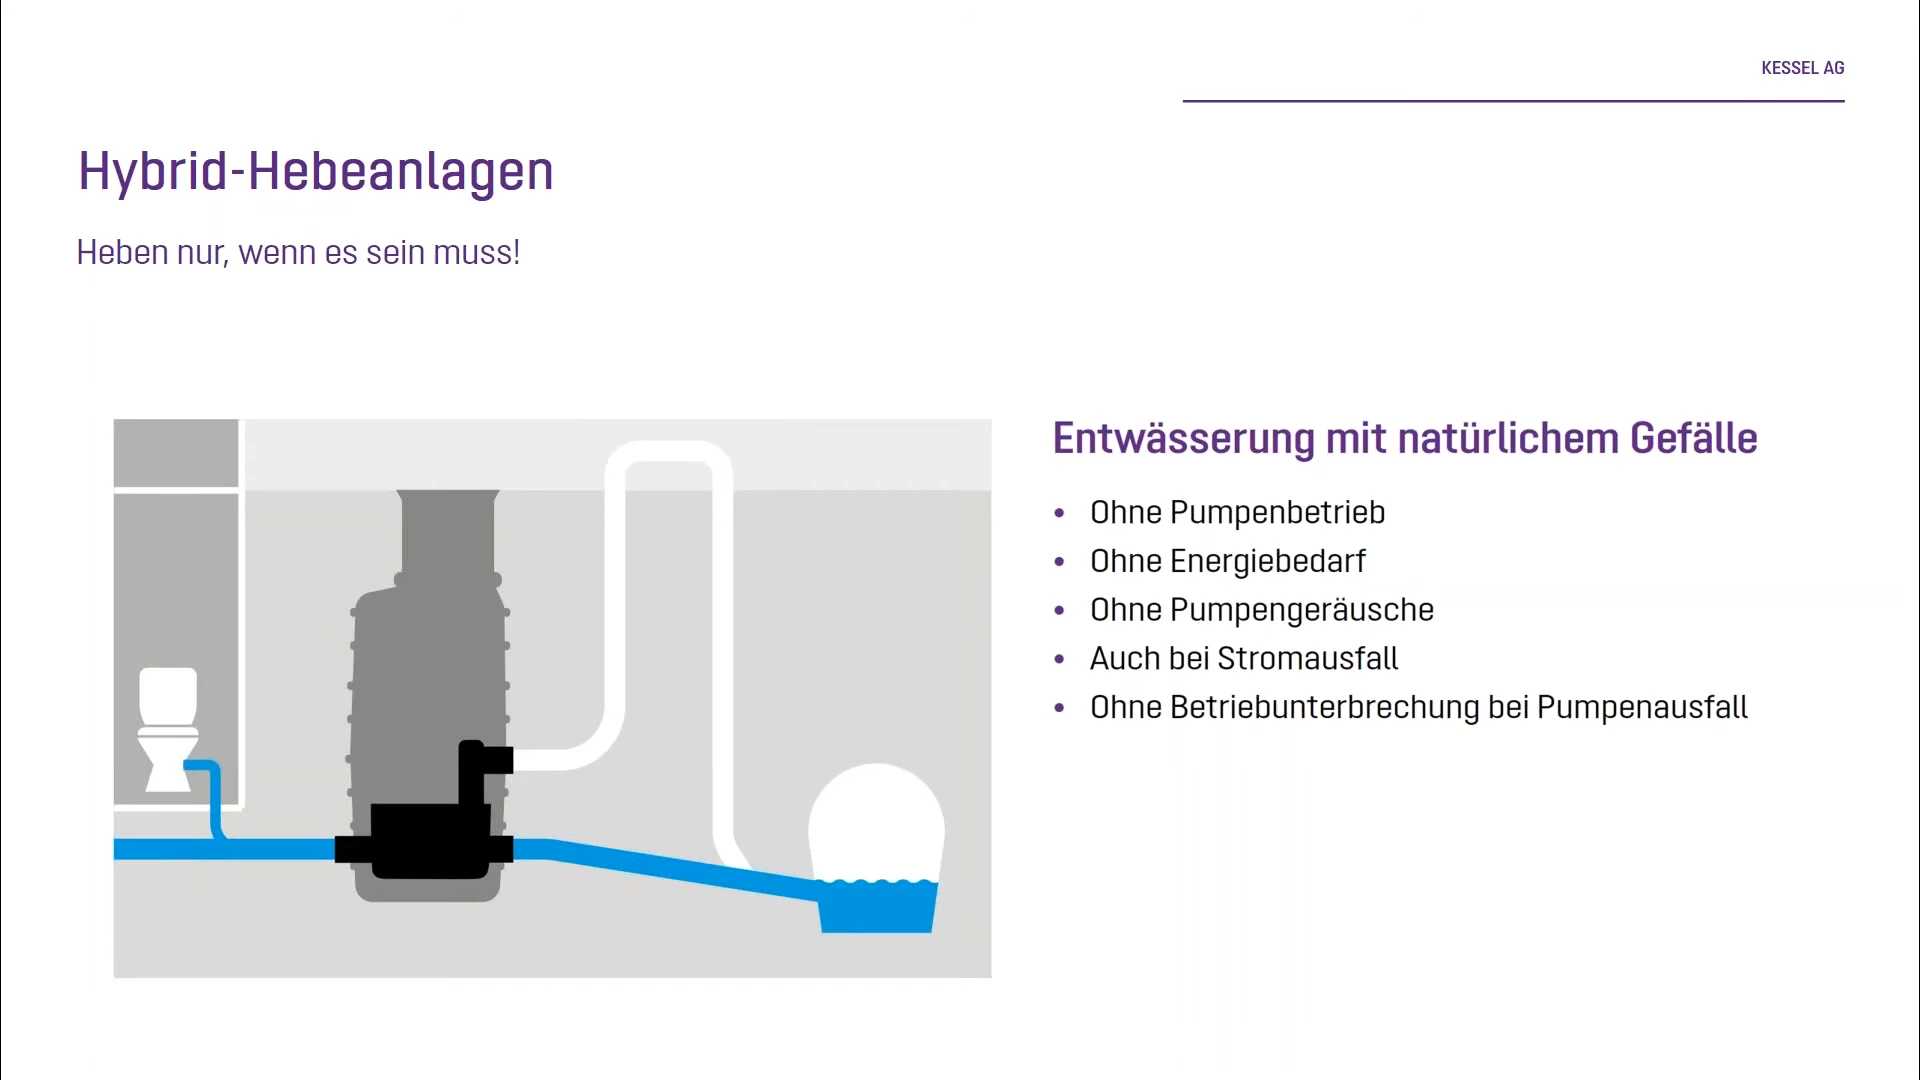 KESSEL AG
Hybrid-Hebeanlagen
Heben nur, wenn es sein muss!
Entwässerung mit natürlichem Gefälle
• Ohne Pumpenbetrieb
• Ohne Energiebedarf
• Ohne Pumpengeräusche
• Auch bei Stromausfall
• Ohne Betriebunterbrechung bei Pumpenausfall